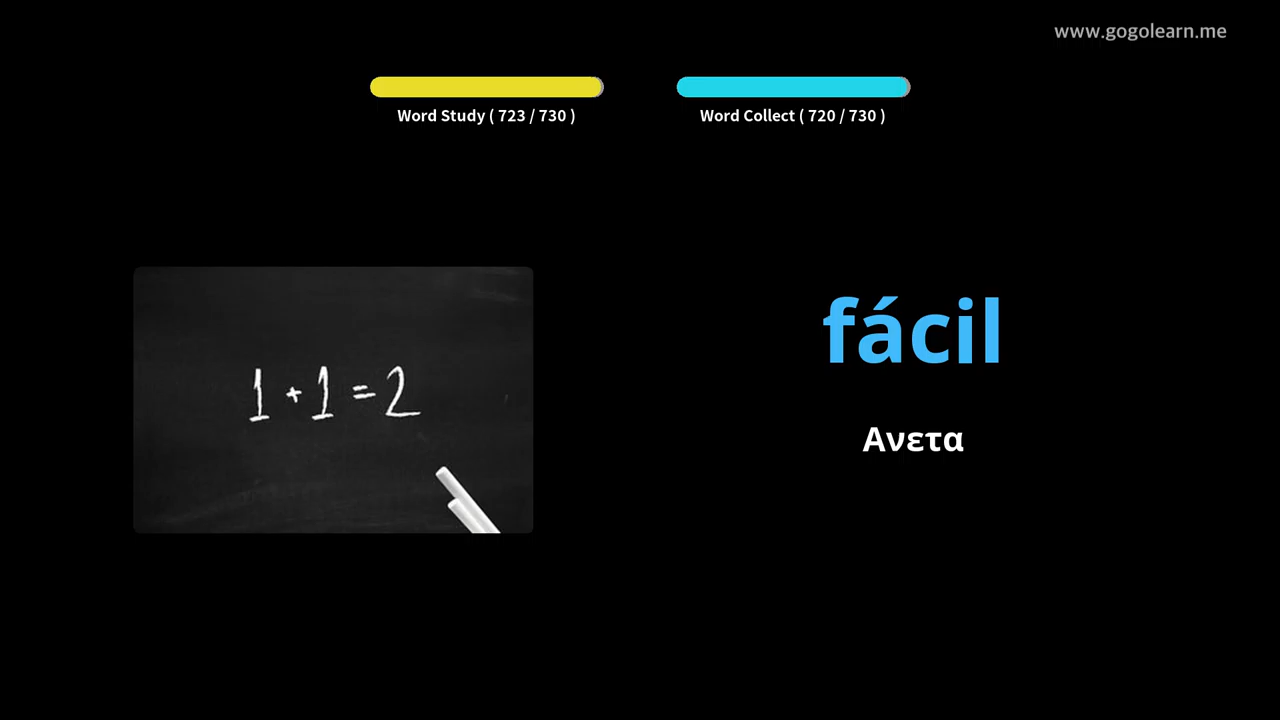 www.gogolearn.me
Word Study ( 723 / 730 )
Word Collect ( 720 / 730 )
1 + 1 = 2
fácil
Ανετα